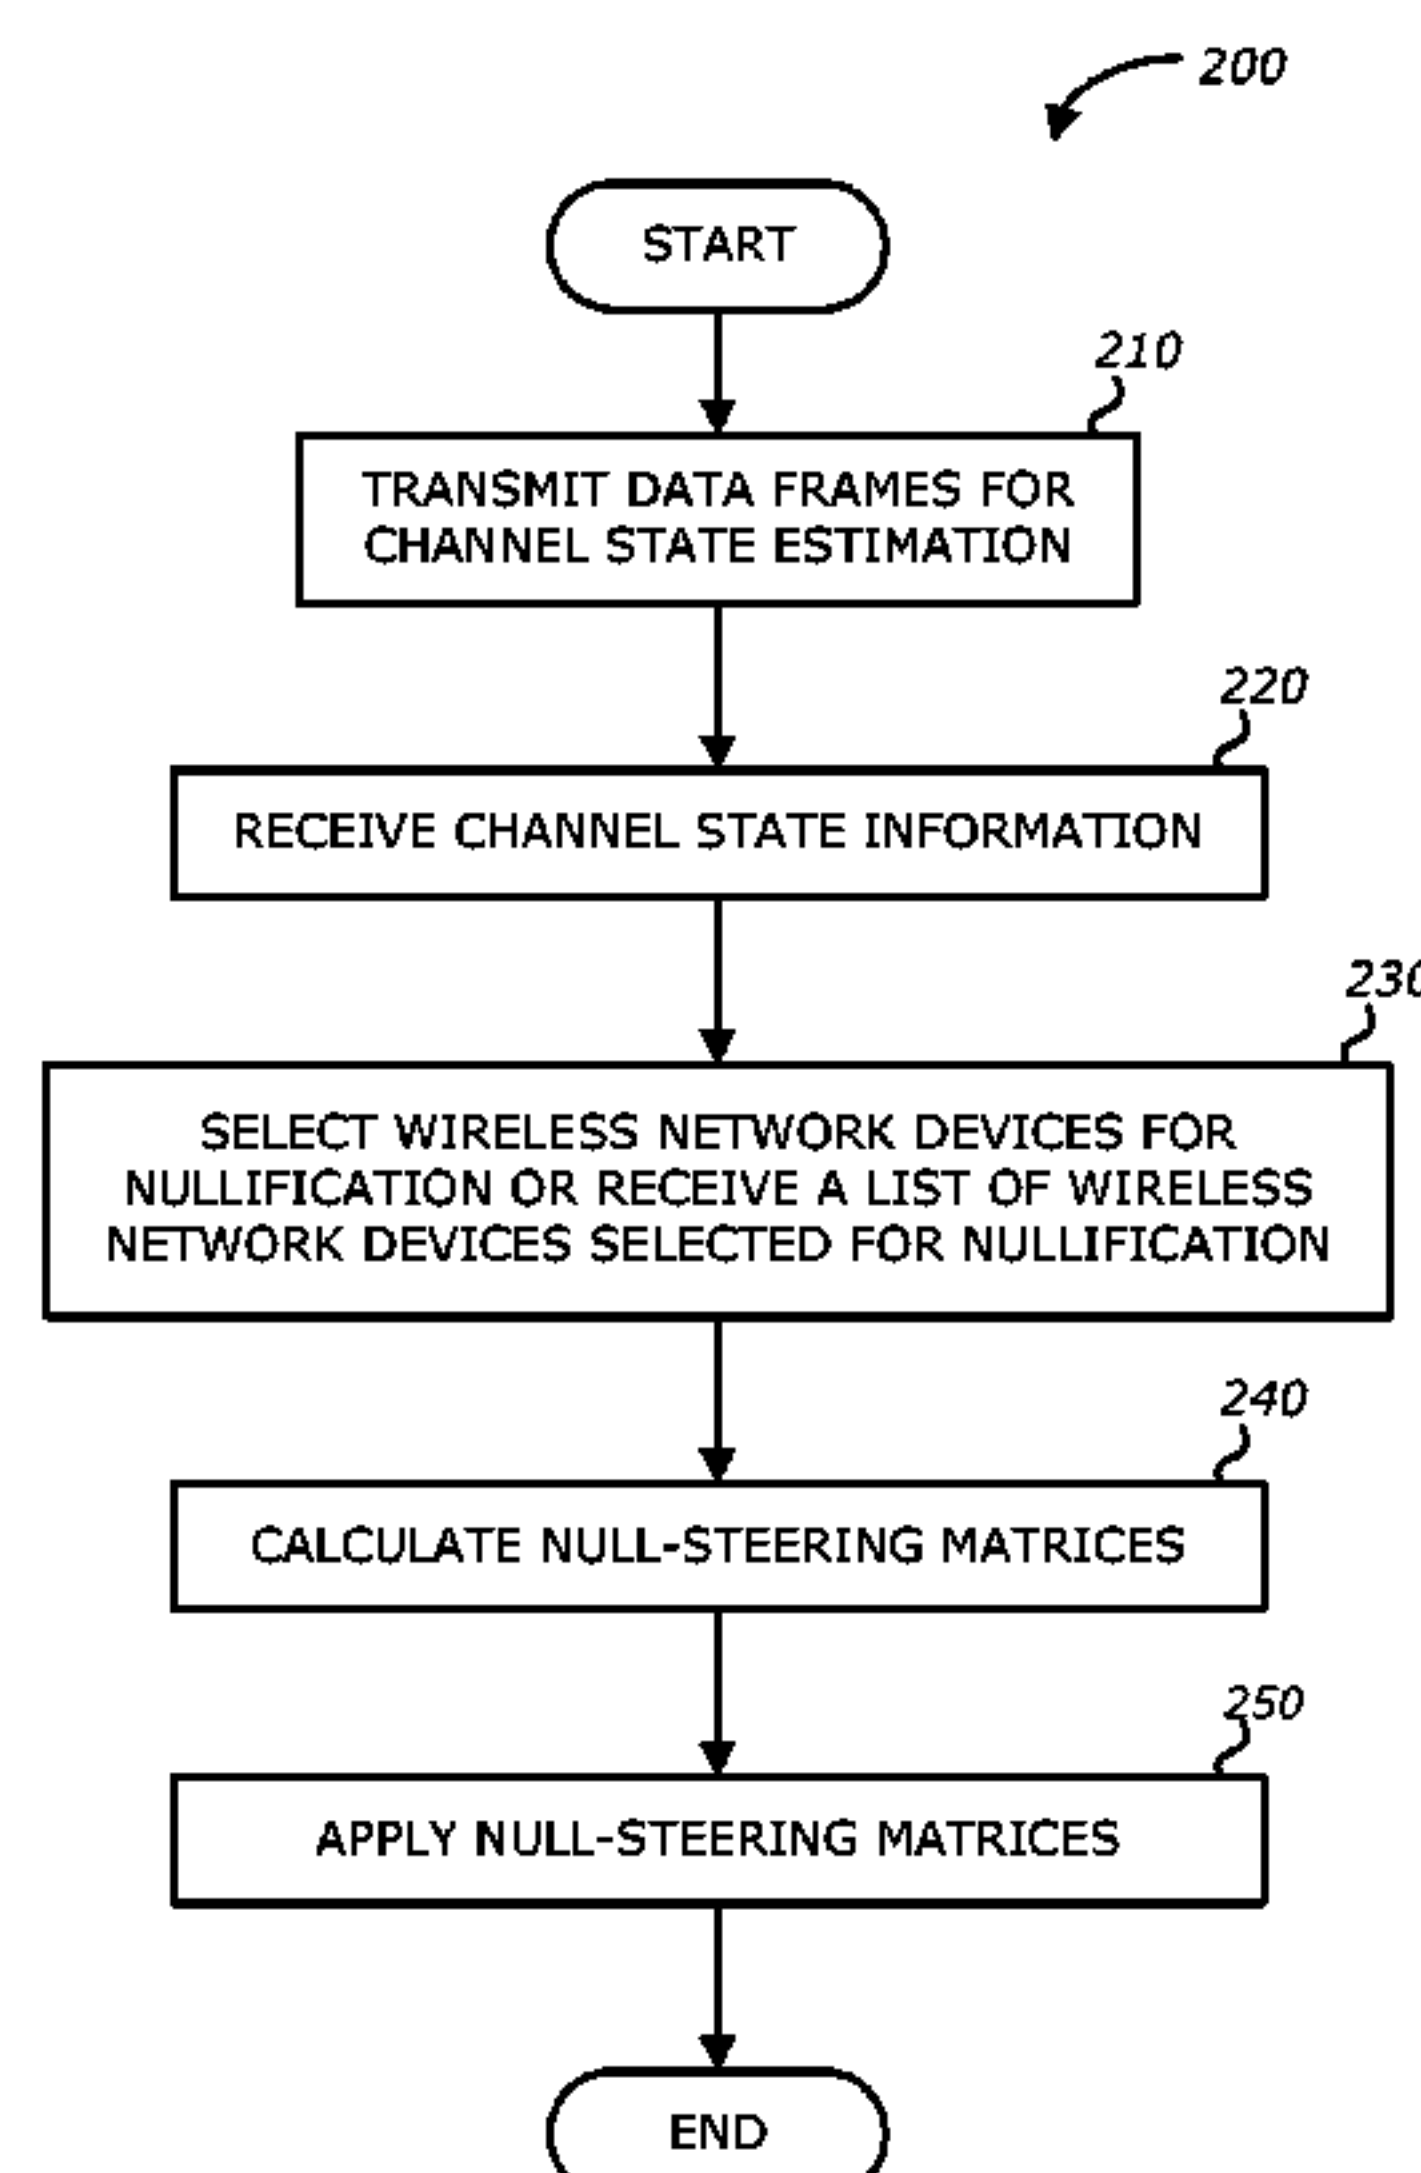 200
START
210
TRANSMIT DATA FRAMES FOR
CHANNEL STATE ESTIMATION
220
RECEIVE CHANNEL STATE INFORMATION
230
SELECT WIRELESS NETWORK DEVICES FOR
NULLIFICATION OR RECEIVE A LIST OF WIRELESS
NETWORK DEVICES SELECTED FOR NULLIFICATION
240
CALCULATE NULL-STEERING MATRICES
250
APPLY NULL-STEERING MATRICES
END